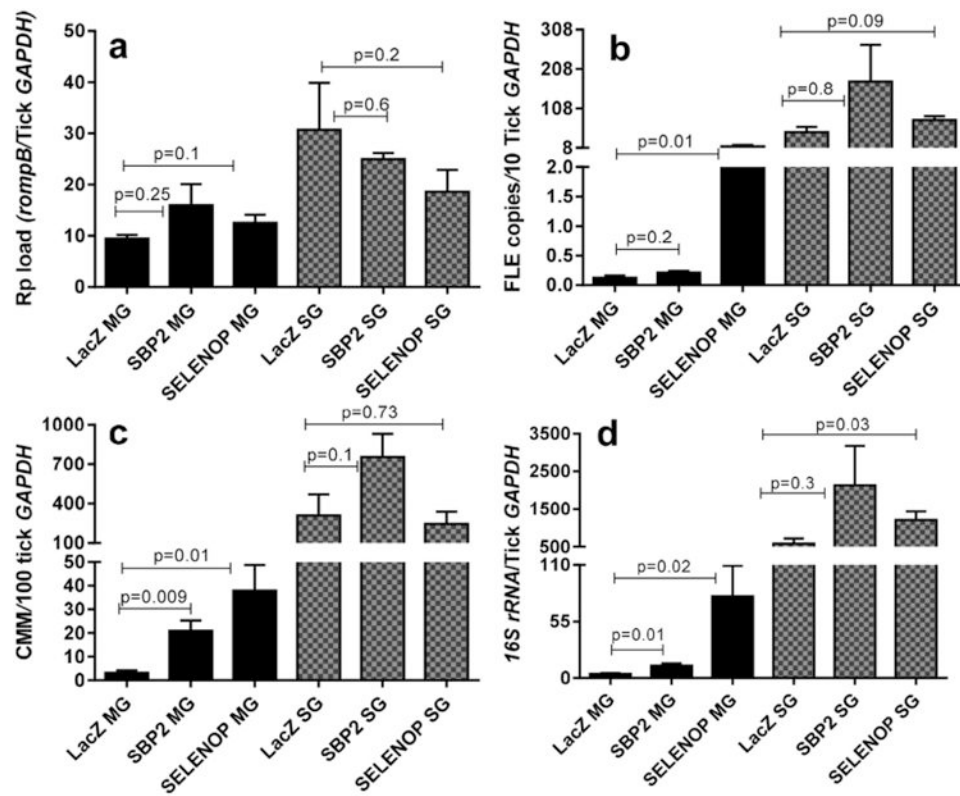 a
Rp load (rompB/Tick GAPDH)
50
40
30
20
10
0
p=0.2
p=0.6
p=0.1
p=0.25
LacZ MG
SBP2 MG
SELENOP MG
LacZ SG
SBP2 SG
SELENOP SG
b
FLE copies/10 Tick GAPDH
308
208
108
8
2.0
1.5
1.0
0.5
0.0
p=0.09
p=0.8
p=0.01
p=0.2
LacZ MG
SBP2 MG
SELENOP MG
LacZ SG
SBP2 SG
SELENOP SG
c
CMM/100 tick GAPDH
1000
700
400
100
50
40
30
20
10
0
p=0.73
p=0.1
p=0.01
p=0.009
LacZ MG
SBP2 MG
SELENOP MG
LacZ SG
SBP2 SG
SELENOP SG
d
16S rRNA/Tick GAPDH
3500
2500
1500
500
110
55
0
p=0.03
p=0.3
p=0.02
p=0.01
LacZ MG
SBP2 MG
SELENOP MG
LacZ SG
SBP2 SG
SELENOP SG